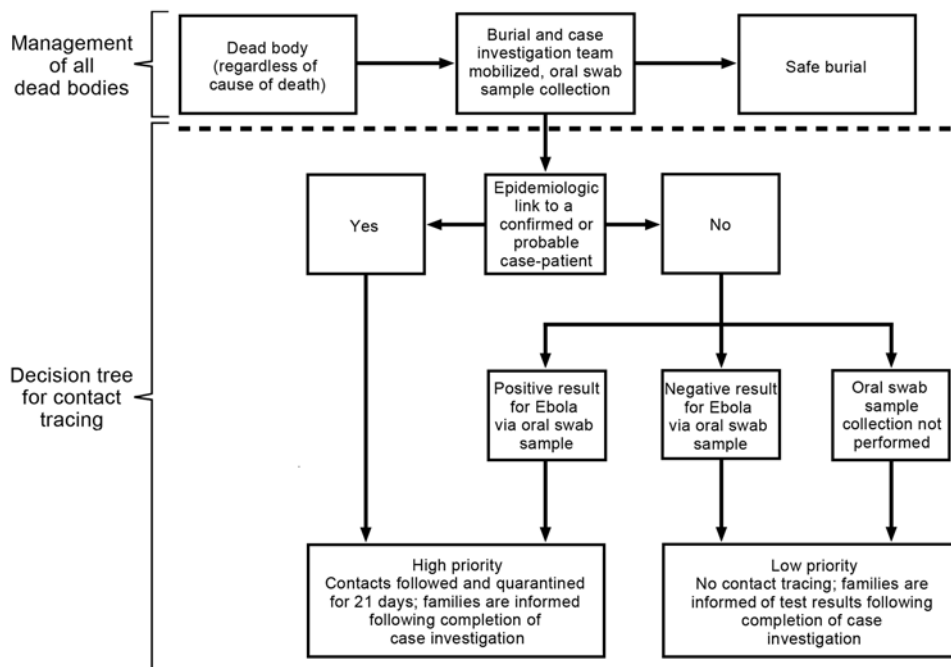 Management
of all
dead bodies
Dead body
(regardless of
cause of death)
Burial and case
investigation team
mobilized, oral swab
sample collection
Safe burial
Yes
Epidemiologic
link to a
confirmed or
probable
case-patient
No
Decision tree
for contact
tracing
Positive result
for Ebola
via oral swab
sample
Negative result
for Ebola
via oral swab
sample
Oral swab
sample
collection not
performed
High priority
Contacts followed and quarantined
for 21 days; families are informed
following completion of
case investigation
Low priority
No contact tracing; families are
informed of test results following
completion of case
investigation